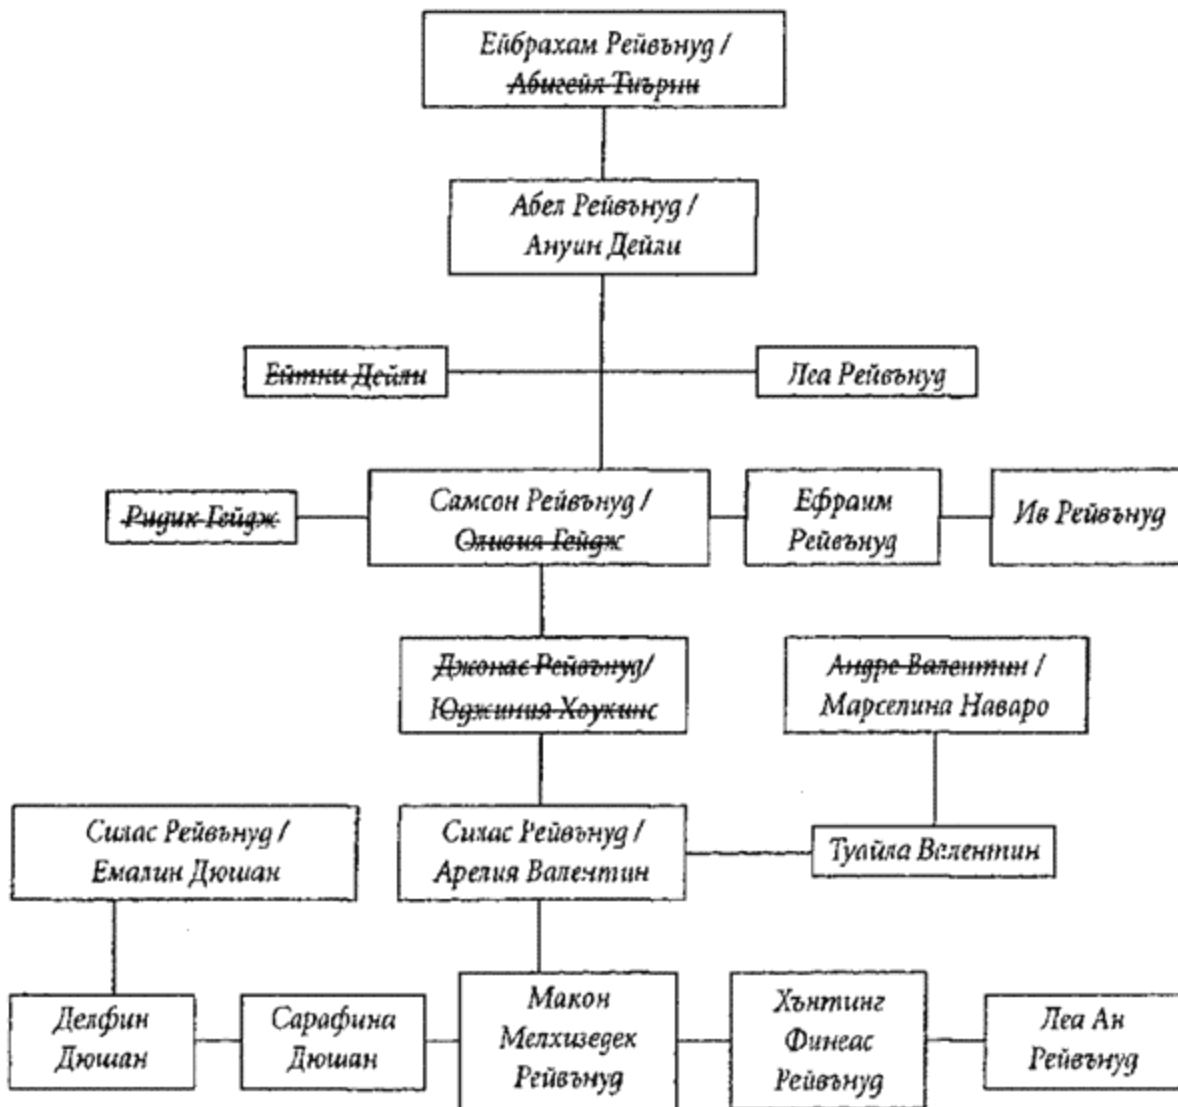 Ейбрахам Рейвънуд /
Абигейл Тиърни
Абел Рейвънуд /
Ануин Дейли
Ейтки Дейли
Леа Рейвънуд
Ридик Гейдж
Самсон Рейвънуд /
Оливия Гейдж
Ефраим
Рейвънуд
Ив Рейвънуд
Джонас Рейвънуд/
Юджиния Хоукинс
Андре Валентин /
Марселина Наваро
Силас Рейвънуд /
Емалин Дюшан
Силас Рейвънуд /
Арелия Валентин
Туайла Валентин
Делфин
Дюшан
Сарафина
Дюшан
Макон
Мелхизедек
Рейвънуд
Хънтинг
Финеас
Рейвънуд
Леа Ан
Рейвънуд